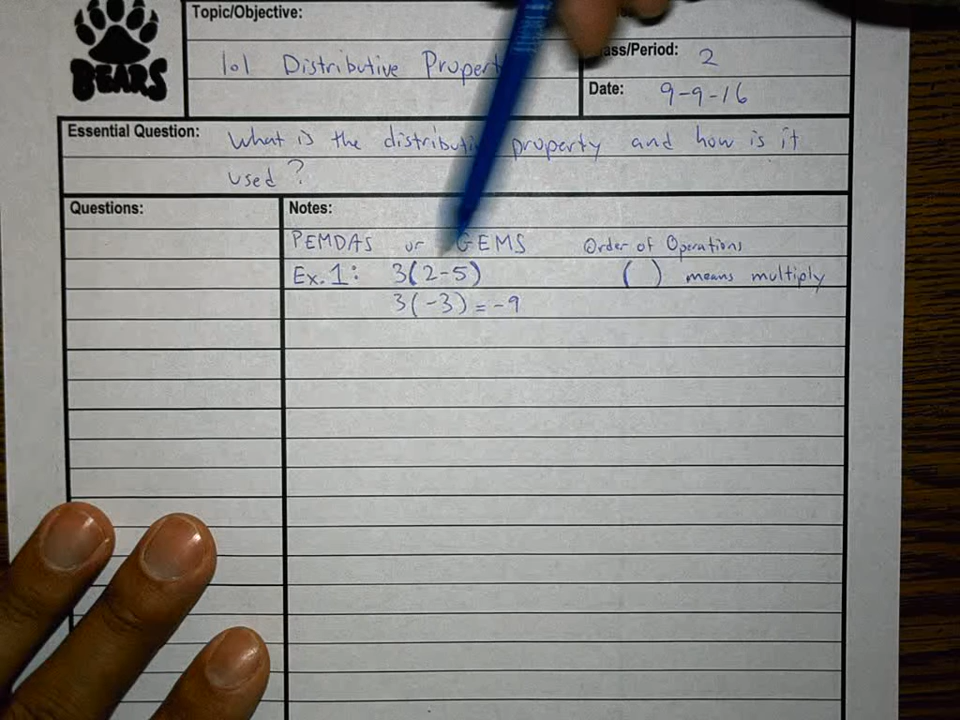 Topic/Objective:
BEARS
1.1 Distributive
ass/Period: 2
Date: 9-9-16
Essential Question: What is the property and how is it
used?
Questions:
Notes:
PEMDAS or GEMS Order of Operations
Ex. 1: 3(2-5) ( ) means multiply
3(-3) = -9